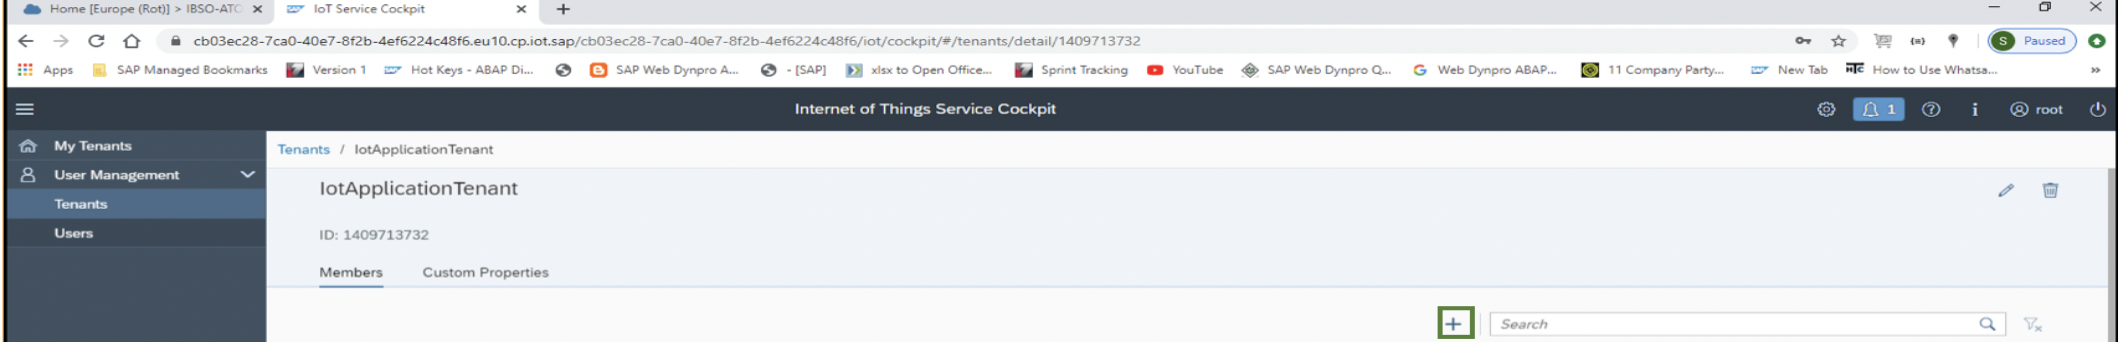 Home [Europe (Rot)] > IBSO-ATC × IoT Service Cockpit × +
cb03ec28-7ca0-40e7-8f2b-4ef6224c48f6.eu10.cp.iot.sap/cb03ec28-7ca0-40e7-8f2b-4ef6224c48f6/iot/cockpit/#/tenants/detail/1409713732 S Paused
Apps SAP Managed Bookmarks Version 1 Hot Keys - ABAP Di... SAP Web Dynpro A... - [SAP] xlsx to Open Office... Sprint Tracking YouTube SAP Web Dynpro Q... G Web Dynpro ABAP... 11 Company Party... New Tab HTC How to Use Whatsa... »
Internet of Things Service Cockpit 1 ? i root
My Tenants
Tenants / IotApplicationTenant
User Management
IotApplicationTenant
Tenants
Users
ID: 1409713732
Members Custom Properties
+ Search